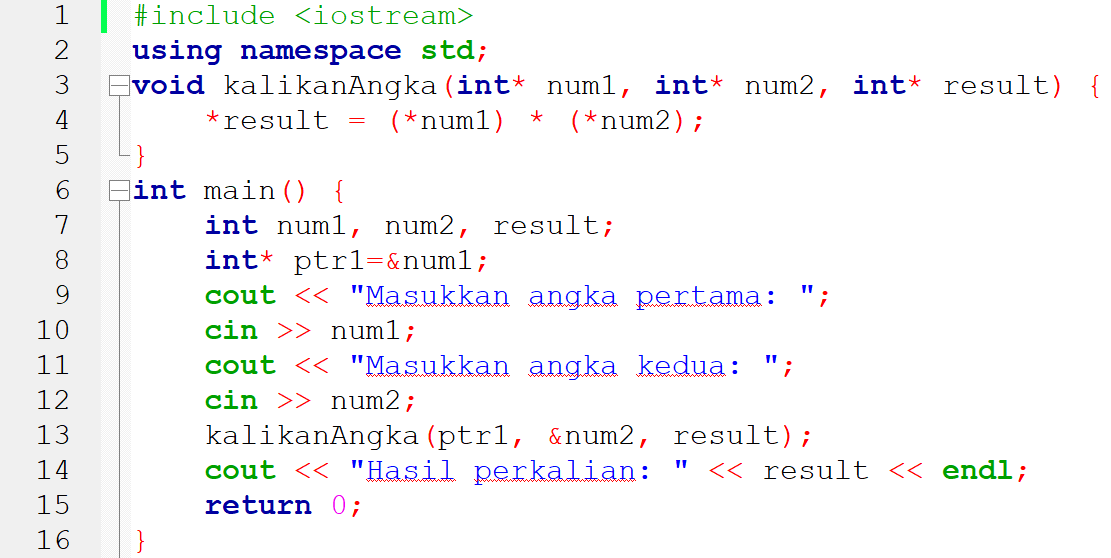 1 #include <iostream>
2 using namespace std;
3 void kalikanAngka(int* num1, int* num2, int* result) {
4     *result = (*num1) * (*num2);
5 }
6 int main() {
7     int num1, num2, result;
8     int* ptr1=&num1;
9     cout << "Masukkan angka pertama: ";
10     cin >> num1;
11     cout << "Masukkan angka kedua: ";
12     cin >> num2;
13     kalikanAngka(ptr1, &num2, result);
14     cout << "Hasil perkalian: " << result << endl;
15     return 0;
16 }